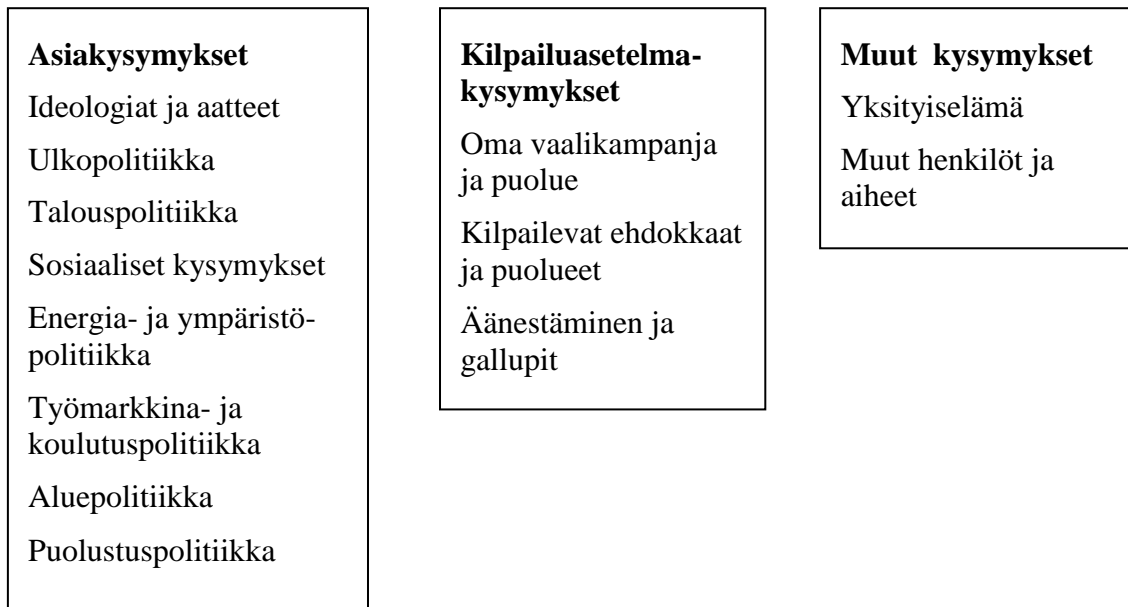 Asiakysymykset
Ideologiat ja aatteet
Ulkopolitiikka
Talouspolitiikka
Sosiaaliset kysymykset
Energia- ja ympäristö-
politiikka
Työmarkkina- ja
koulutuspolitiikka
Aluepolitiikka
Puolustuspolitiikka
Kilpailuasetelma-
kysymykset
Oma vaalikampanja
ja puolue
Kilpailevat ehdokkaat
ja puolueet
Äänestäminen ja
gallupit
Muut kysymykset
Yksityiselämä
Muut henkilöt ja
aiheet